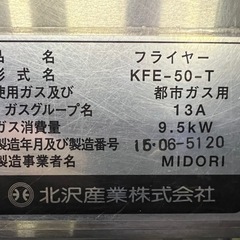 品 名 フライヤー
形 式 名 KFE-50-T
使用ガス及び 都市ガス用
ガスグループ名 13A
ガス消費量 9.5kW
製造年月及び製造番号 15・06-5120
製造事業者名 MIDORI
北沢産業株式会社